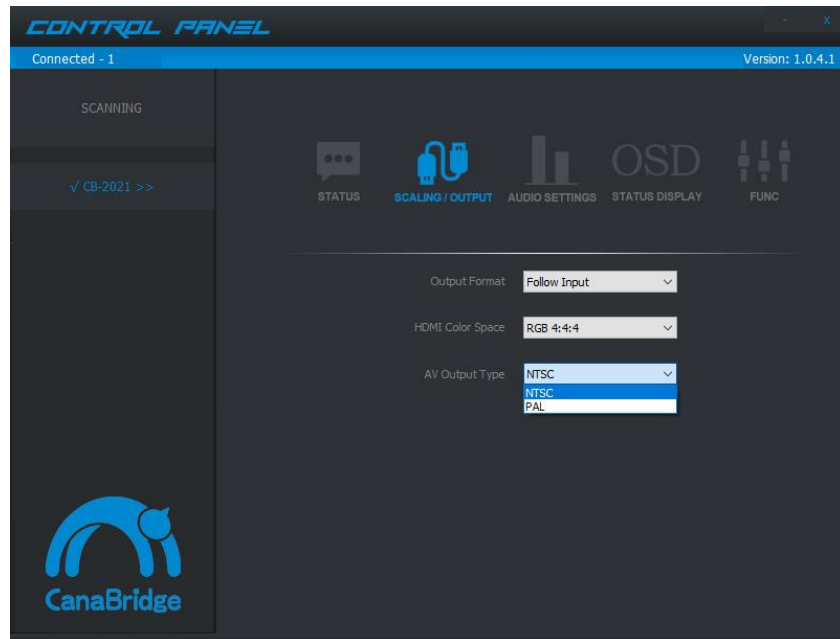 CONTROL PANEL
- x
Connected - 1
Version: 1.0.4.1
SCANNING
√ CB-2021 >>
OSD
STATUS
SCALING / OUTPUT
AUDIO SETTINGS
STATUS DISPLAY
FUNC
Output Format
Follow Input
HDMI Color Space
RGB 4:4:4
AV Output Type
NTSC
NTSC
PAL
CanaBridge